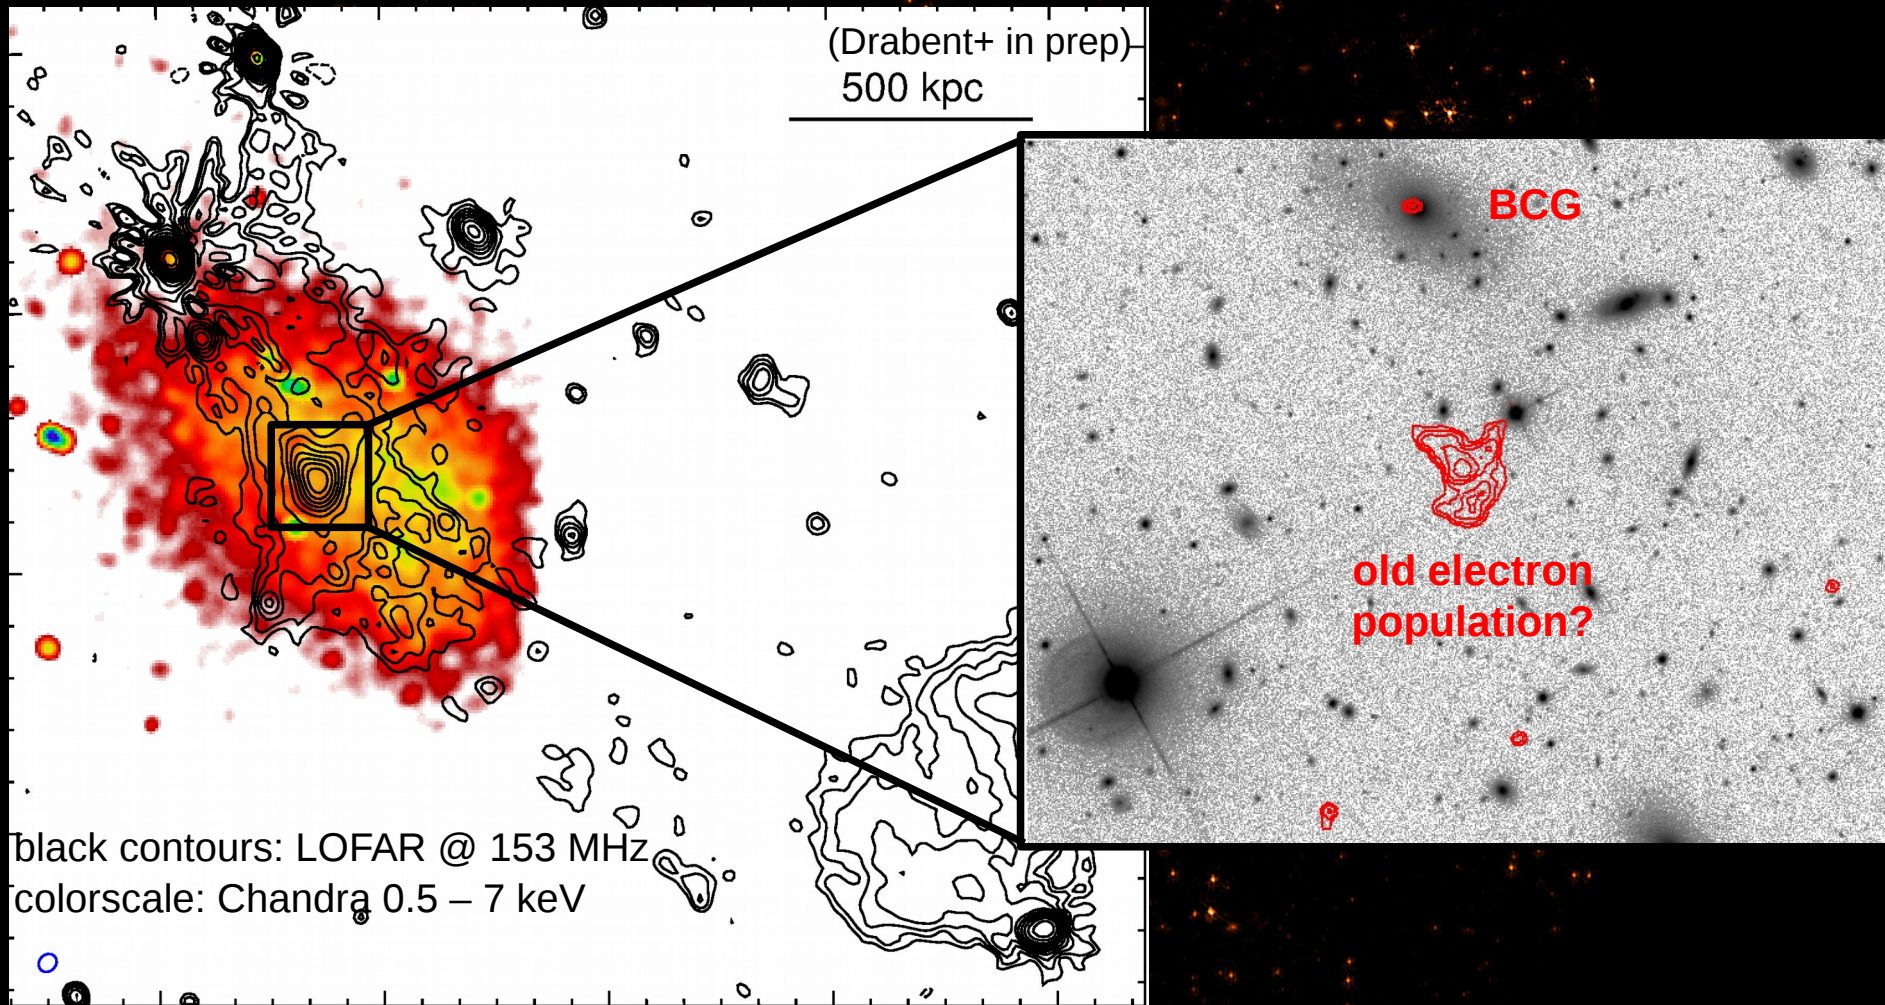 (Drabent+ in prep)
500 kpc
BCG
old electron
population?
black contours: LOFAR @ 153 MHz
colorscale: Chandra 0.5 – 7 keV